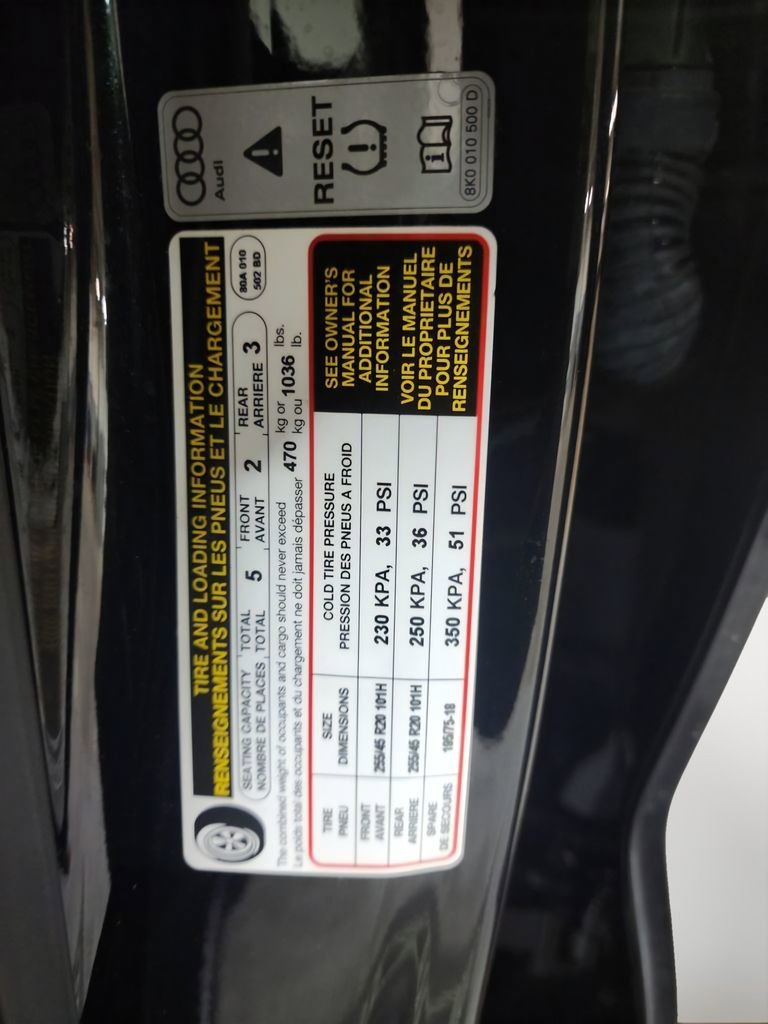 Audi
RESET
8K0 010 500 D
TIRE AND LOADING INFORMATION
RENSEIGNEMENTS SUR LES PNEUS ET LE CHARGEMENT
80A 010
502 BD
SEATING CAPACITY TOTAL 5 FRONT 2 REAR 3
NOMBRE DE PLACES TOTAL AVANT ARRIERE
The combined weight of occupants and cargo should never exceed 470 kg or 1036 lbs.
Le poids total des occupants et du chargement ne doit jamais dépasser kg ou lb.
TIRE SIZE COLD TIRE PRESSURE
PNEU DIMENSIONS PRESSION DES PNEUS A FROID
FRONT
AVANT 255/45 R20 101H 230 KPA, 33 PSI
REAR
ARRIERE 255/45 R20 101H 250 KPA, 36 PSI
SPARE
DE SECOURS 195/75-18 350 KPA, 51 PSI
SEE OWNER'S
MANUAL FOR
ADDITIONAL
INFORMATION
VOIR LE MANUEL
DU PROPRIETAIRE
POUR PLUS DE
RENSEIGNEMENTS